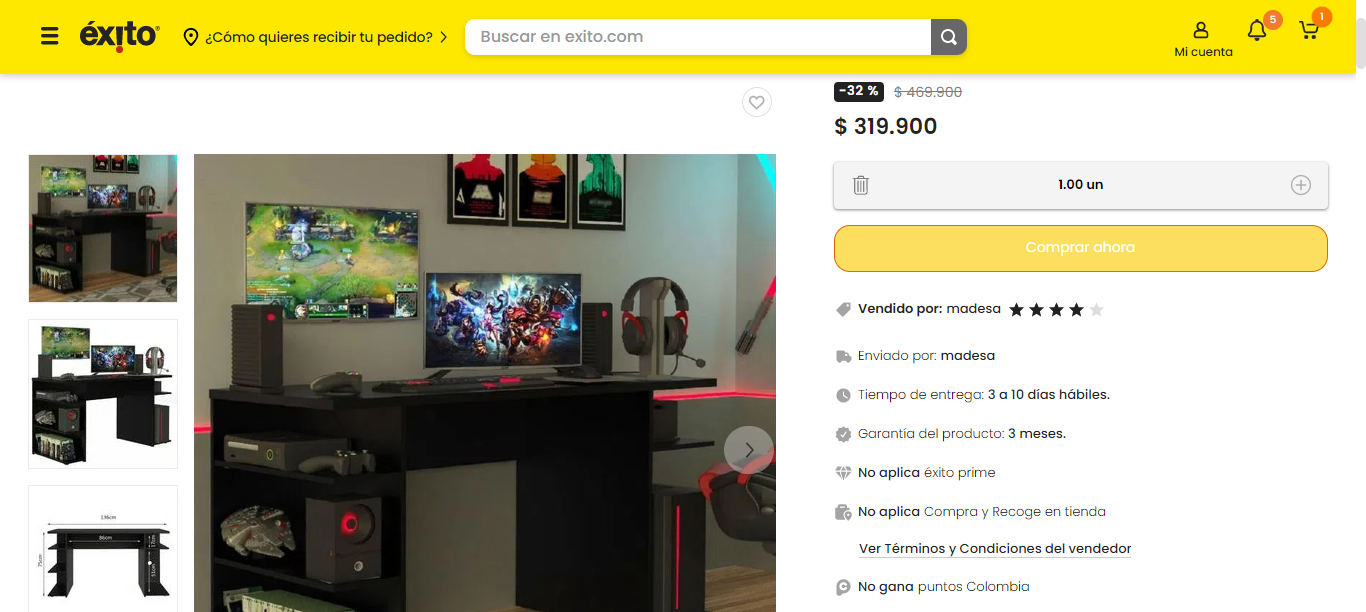 éxito
¿Cómo quieres recibir tu pedido?
Buscar en exito.com
Mi cuenta
5
1
-32 %
$ 469.900
$ 319.900
1.00 un
Comprar ahora
Vendido por: madesa
Enviado por: madesa
Tiempo de entrega: 3 a 10 días hábiles.
Garantía del producto: 3 meses.
No aplica éxito prime
No aplica Compra y Recoge en tienda
Ver Términos y Condiciones del vendedor
No gana puntos Colombia
136cm
86cm
75cm